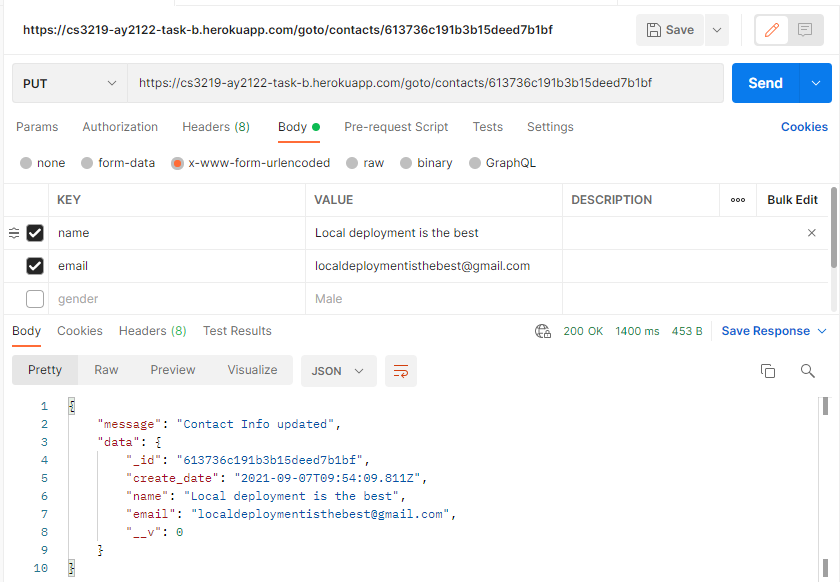 https://cs3219-ay2122-task-b.herokuapp.com/goto/contacts/613736c191b3b15deed7b1bf Save
PUT https://cs3219-ay2122-task-b.herokuapp.com/goto/contacts/613736c191b3b15deed7b1bf Send
Params Authorization Headers (8) Body Pre-request Script Tests Settings Cookies
none form-data x-www-form-urlencoded raw binary GraphQL
KEY VALUE DESCRIPTION ooo Bulk Edit
name Local deployment is the best
email localdeploymentisthebest@gmail.com
gender Male
Body Cookies Headers (8) Test Results 200 OK 1400 ms 453 B Save Response
Pretty Raw Preview Visualize JSON
1 {
2 "message": "Contact Info updated",
3 "data": {
4 "_id": "613736c191b3b15deed7b1bf",
5 "create_date": "2021-09-07T09:54:09.811Z",
6 "name": "Local deployment is the best",
7 "email": "localdeploymentisthebest@gmail.com",
8 "__v": 0
9 }
10 }